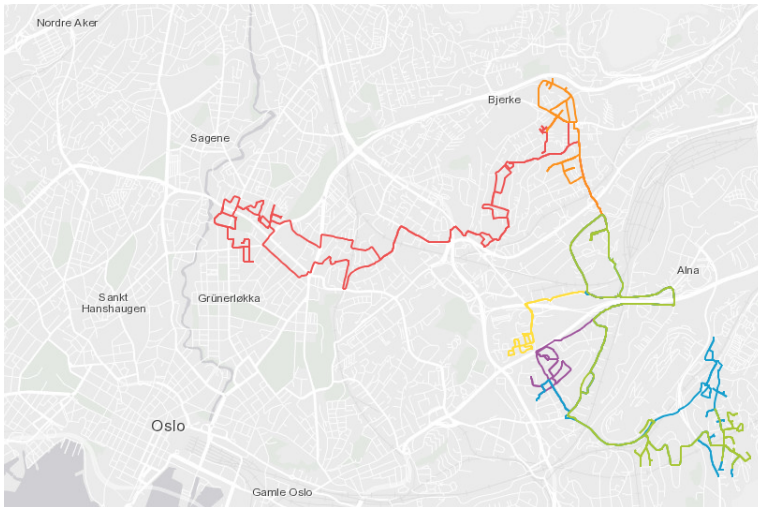 Nordre Aker
Bjerke
Sagene
Alna
Sankt
Hanshaugen
Grünerløkka
Oslo
Gamle Oslo